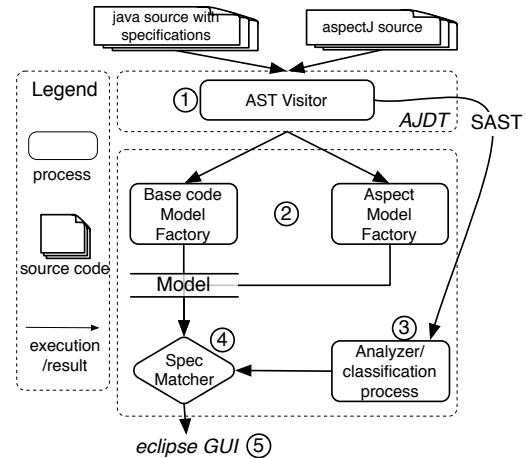 java source with
specifications
aspectJ source
Legend
process
source code
execution
/result
①
AST Visitor
AJDT
SAST
Base code
Model
Factory
②
Aspect
Model
Factory
Model
③
④
Spec
Matcher
Analyzer/
classification
process
eclipse GUI ⑤